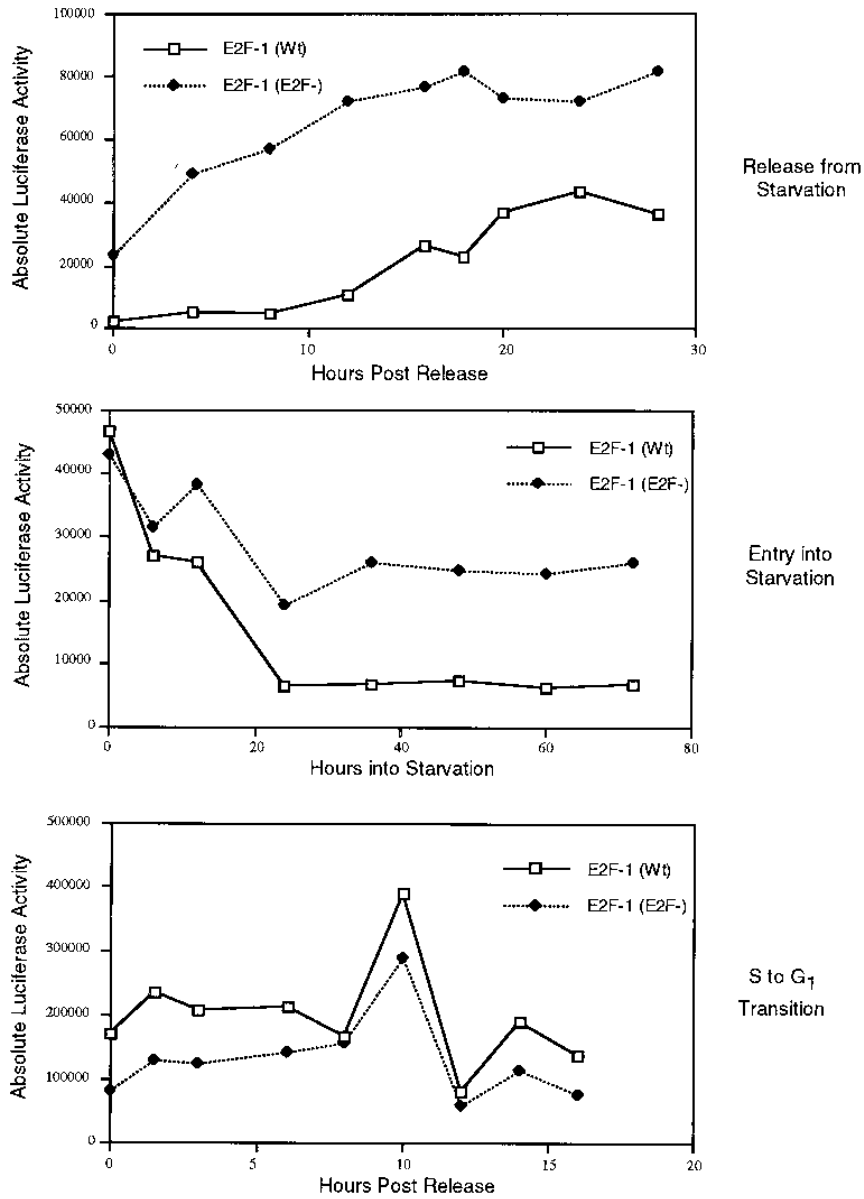 100000
80000
60000
40000
20000
0
Absolute Luciferase Activity
E2F-1 (Wt)
E2F-1 (E2F-)
0 10 20 30
Hours Post Release
Release from
Starvation
50000
40000
30000
20000
10000
0
Absolute Luciferase Activity
E2F-1 (Wt)
E2F-1 (E2F-)
0 20 40 60 80
Hours into Starvation
Entry into
Starvation
500000
400000
300000
200000
100000
0
Absolute Luciferase Activity
E2F-1 (Wt)
E2F-1 (E2F-)
0 5 10 15 20
Hours Post Release
S to G1
Transition